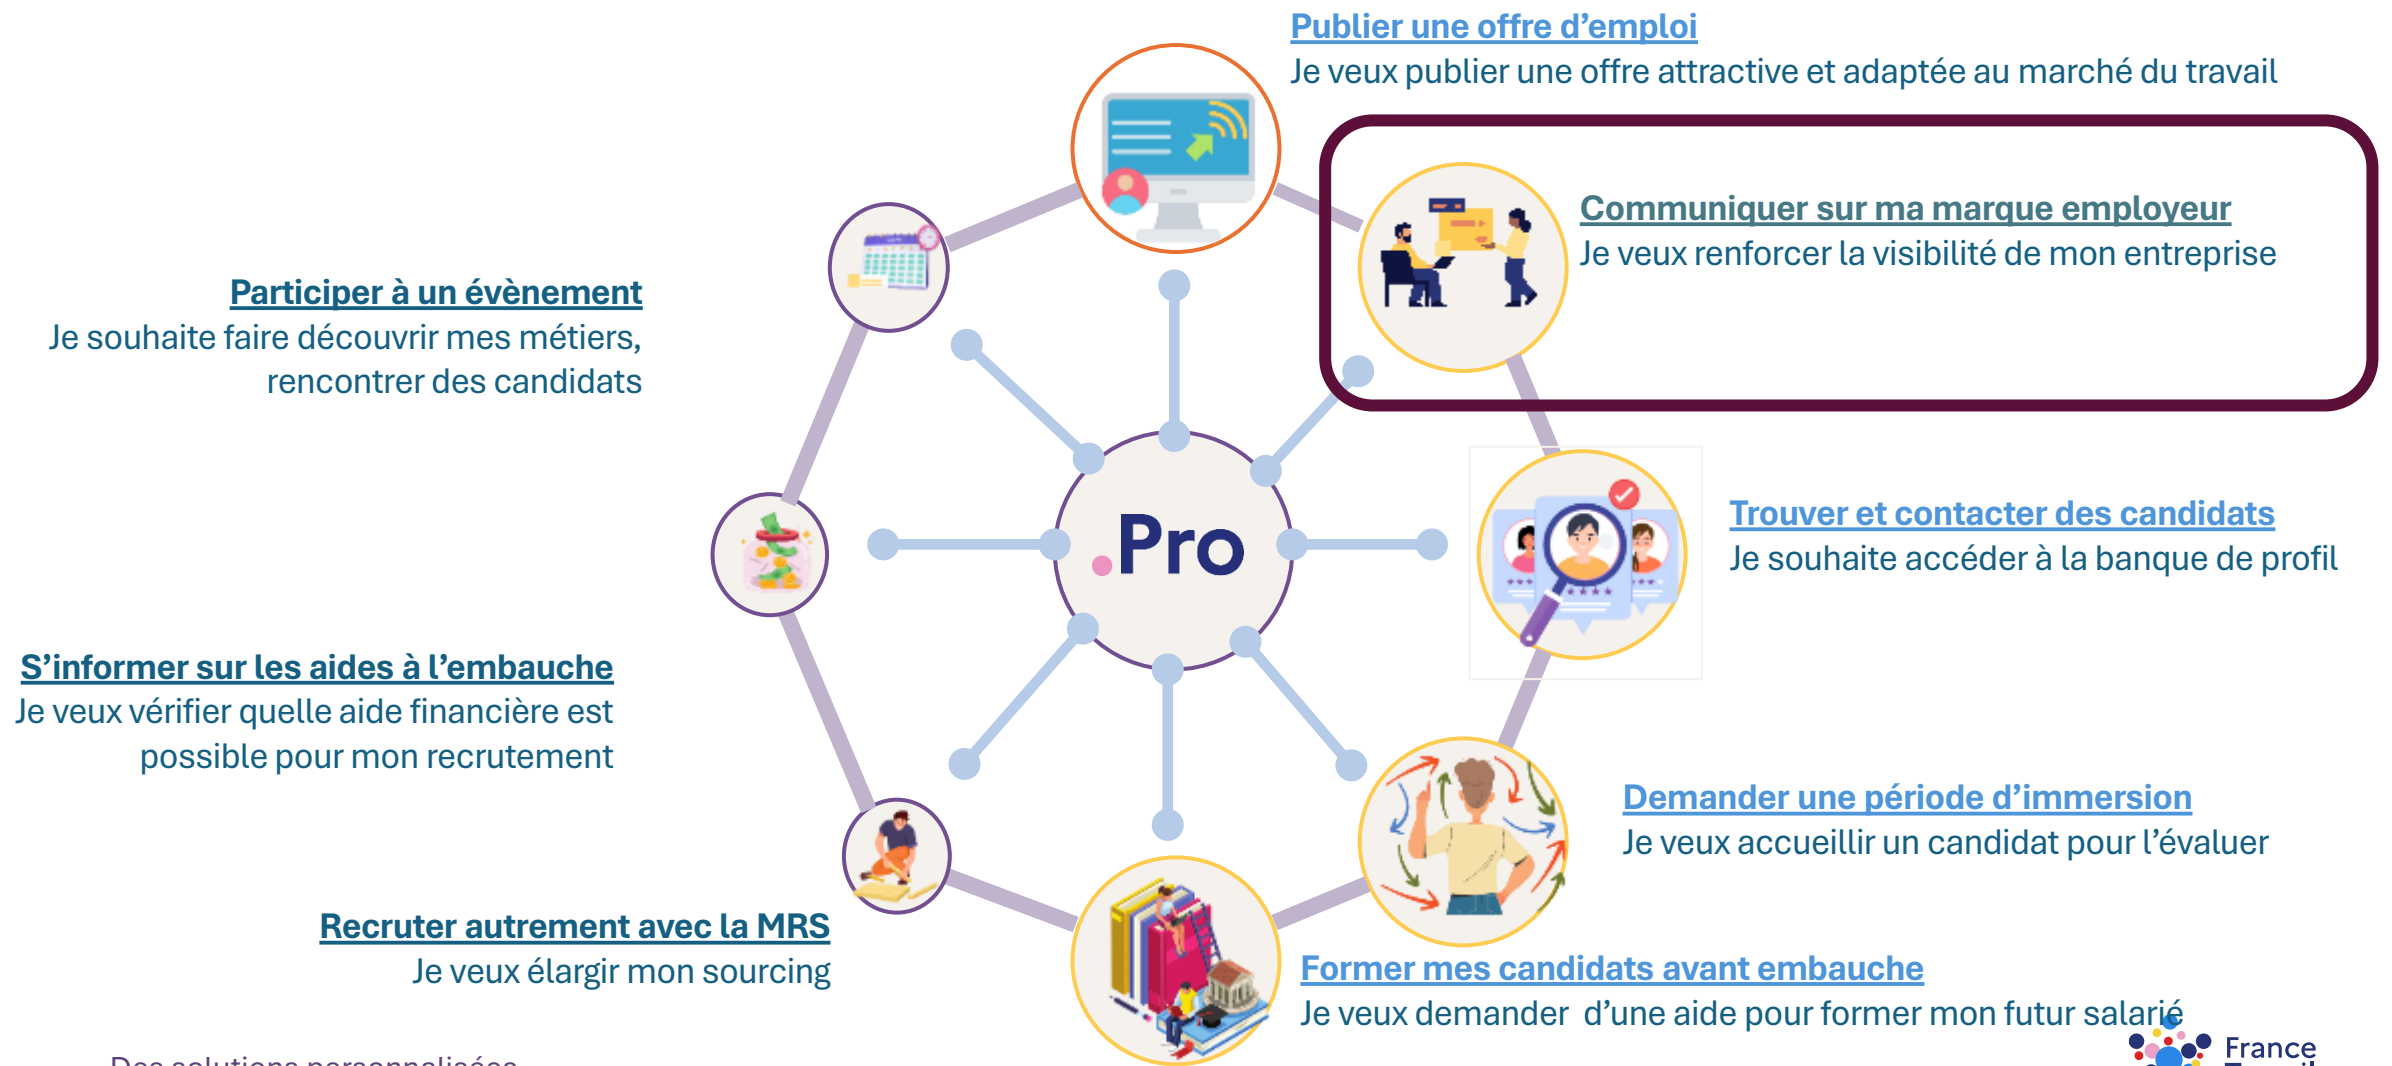 Publier une offre d’emploi
Je veux publier une offre attractive et adaptée au marché du travail
Communiquer sur ma marque employeur
Je veux renforcer la visibilité de mon entreprise
Participer à un évènement
Je souhaite faire découvrir mes métiers,
rencontrer des candidats
.Pro
Trouver et contacter des candidats
Je souhaite accéder à la banque de profil
S’informer sur les aides à l’embauche
Je veux vérifier quelle aide financière est
possible pour mon recrutement
Demander une période d’immersion
Je veux accueillir un candidat pour l’évaluer
Recruter autrement avec la MRS
Je veux élargir mon sourcing
Former mes candidats avant embauche
Je veux demander  d’une aide pour former mon futur salarié
Des solutions personnalisées
France
Travail